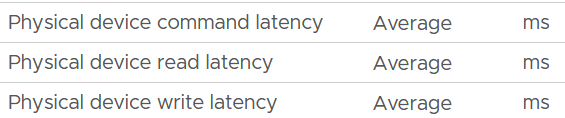 Physical device command latency Average ms
Physical device read latency Average ms
Physical device write latency Average ms